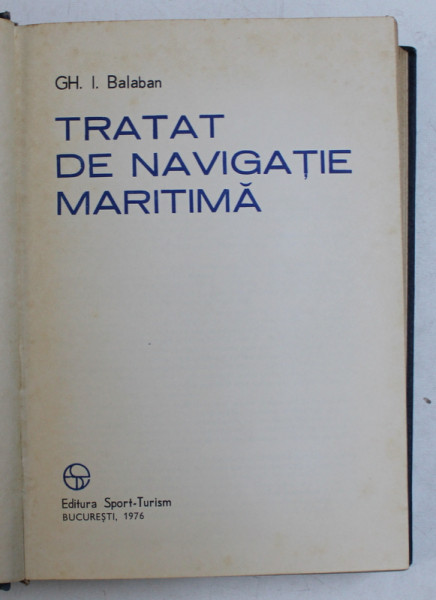 GH. I. Balaban
TRATAT
DE NAVIGAȚIE
MARITIMĂ
Editura Sport-Turism
BUCUREȘTI, 1976